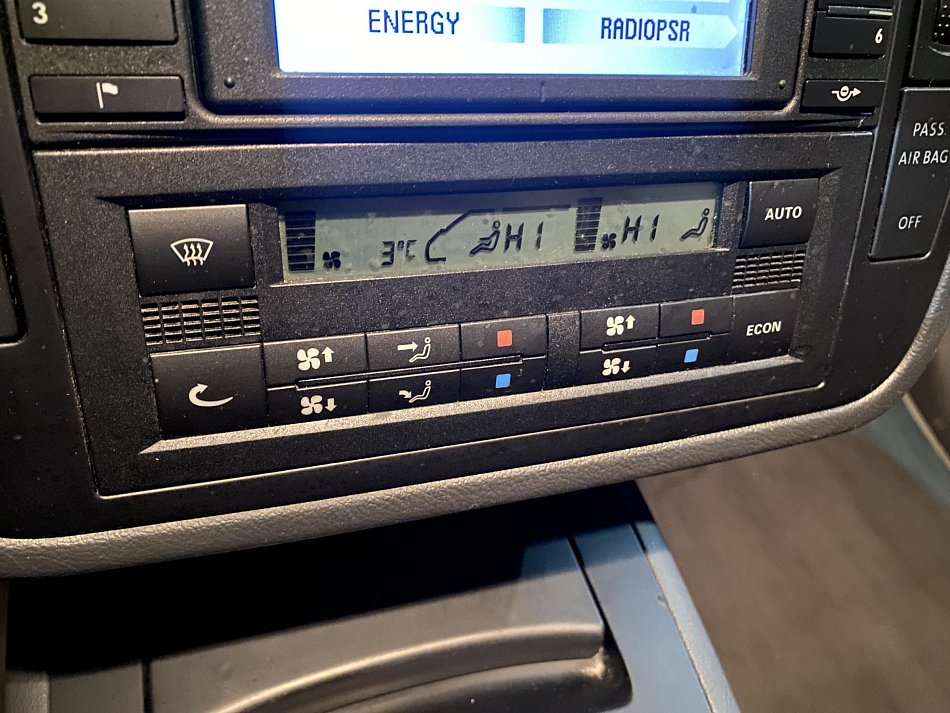 3
ENERGY
RADIOPSR
6
PASS
AIR BAG
OFF
3°C
HI
HI
AUTO
ECON